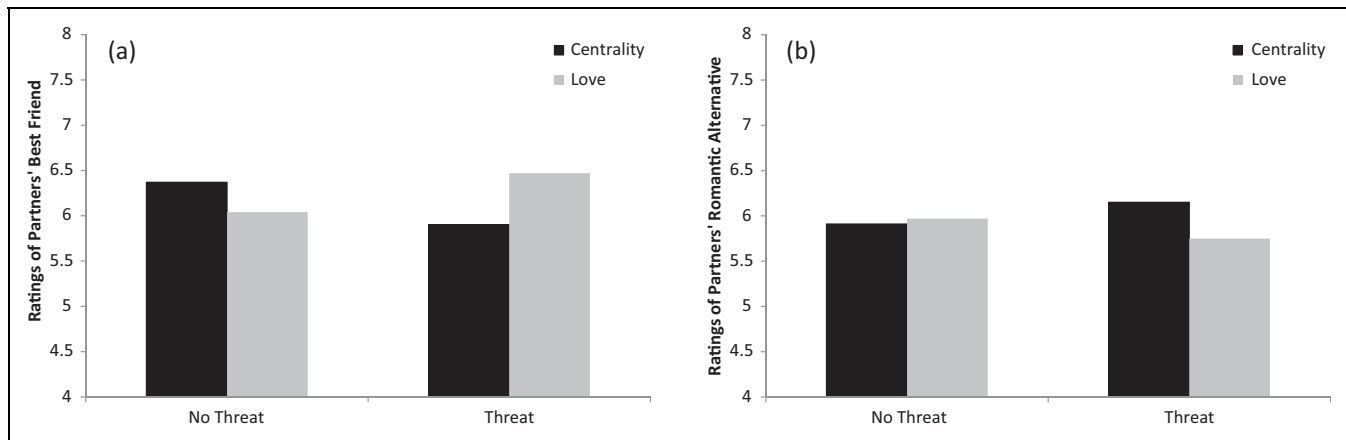 (a)
Centrality
Love
Ratings of Partners' Best Friend
8
7.5
7
6.5
6
5.5
5
4.5
4
No Threat
Threat
(b)
Centrality
Love
Ratings of Partners' Romantic Alternative
8
7.5
7
6.5
6
5.5
5
4.5
4
No Threat
Threat